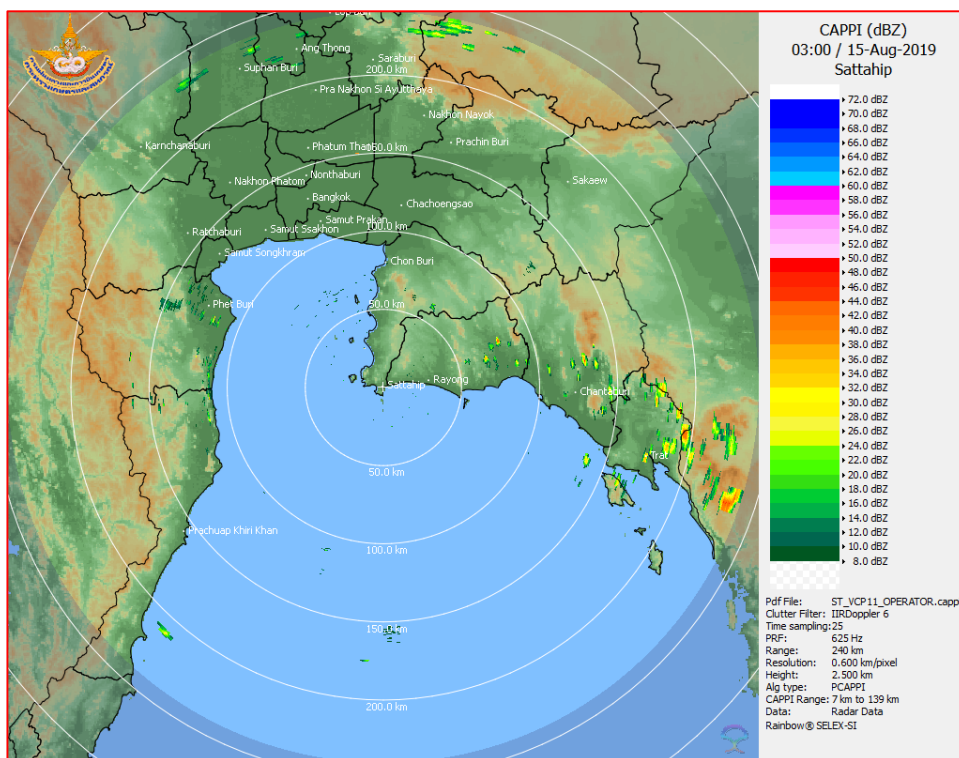 CAPPI (dBZ)
03:00 / 15-Aug-2019
Sattahip
72.0 dBZ
70.0 dBZ
68.0 dBZ
66.0 dBZ
64.0 dBZ
62.0 dBZ
60.0 dBZ
58.0 dBZ
56.0 dBZ
54.0 dBZ
52.0 dBZ
50.0 dBZ
48.0 dBZ
46.0 dBZ
44.0 dBZ
42.0 dBZ
40.0 dBZ
38.0 dBZ
36.0 dBZ
34.0 dBZ
32.0 dBZ
30.0 dBZ
28.0 dBZ
26.0 dBZ
24.0 dBZ
22.0 dBZ
20.0 dBZ
18.0 dBZ
16.0 dBZ
14.0 dBZ
12.0 dBZ
10.0 dBZ
8.0 dBZ
Pdf File: ST_VCP11_OPERATOR.capp
Clutter Filter: IIRDoppler 6
Time sampling:25
PRF: 625 Hz
Range: 240 km
Resolution: 0.600 km/pixel
Height: 2.500 km
Alg type: PCAPPI
CAPPI Range: 7 km to 139 km
Data: Radar Data
Rainbow® SELEX-SI
Ang Thong
Saraburi
Suphan Buri
200.0 km
Pra Nakhon Si Ayutthaya
Nakhon Nayok
Karnchanaburi
Phatum Thani
150.0 km
Prachin Buri
Nonthaburi
Nakhon Phatom
Sakaew
Bangkok
Chachoengsao
Samut Prakan
Ratchaburi
Samut Ssakhon
100.0 km
Samut Songkhram
Chon Buri
Phet Buri
50.0 km
Sattahip
Rayong
Chantaburi
Trat
50.0 km
Prachuap Khiri Khan
100.0 km
150.0 km
200.0 km